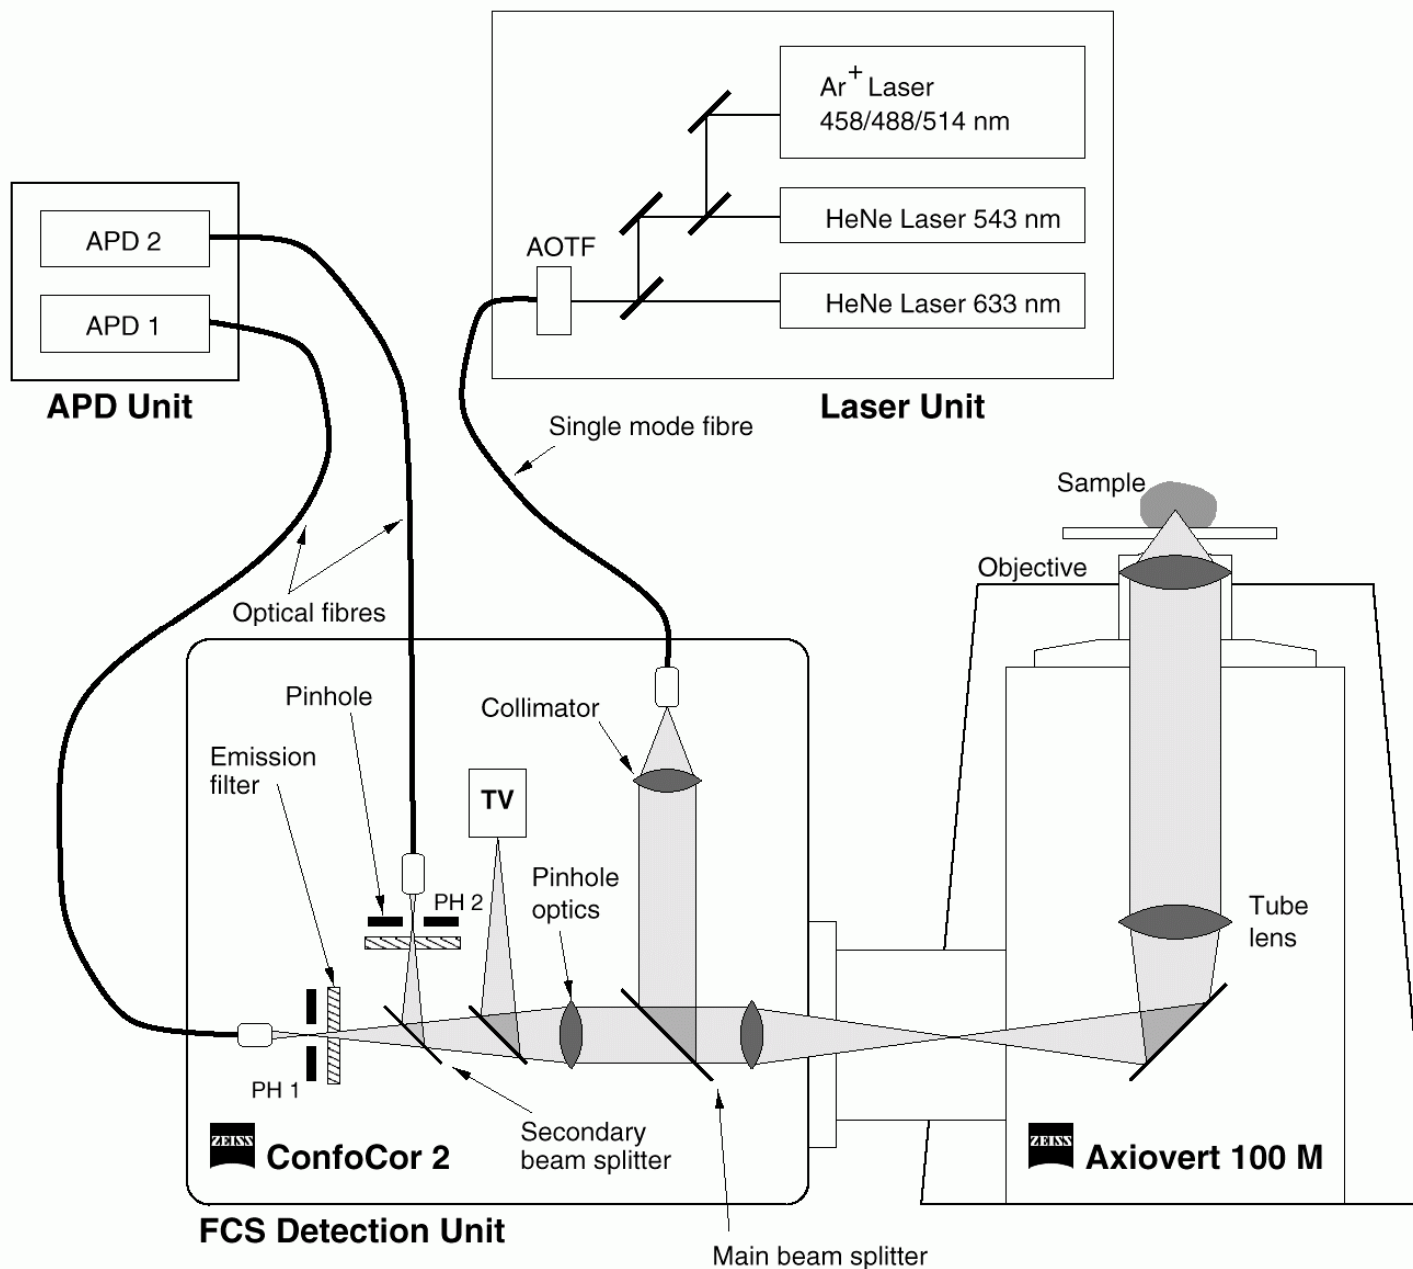 Ar+ Laser
458/488/514 nm
HeNe Laser 543 nm
HeNe Laser 633 nm
AOTF
Laser Unit
APD 2
APD 1
APD Unit
Single mode fibre
Optical fibres
Sample
Objective
Pinhole
Collimator
Emission
filter
TV
Pinhole
optics
PH 2
Tube
lens
PH 1
Secondary
beam splitter
ZEISS
ConfoCor 2
ZEISS
Axiovert 100 M
FCS Detection Unit
Main beam splitter